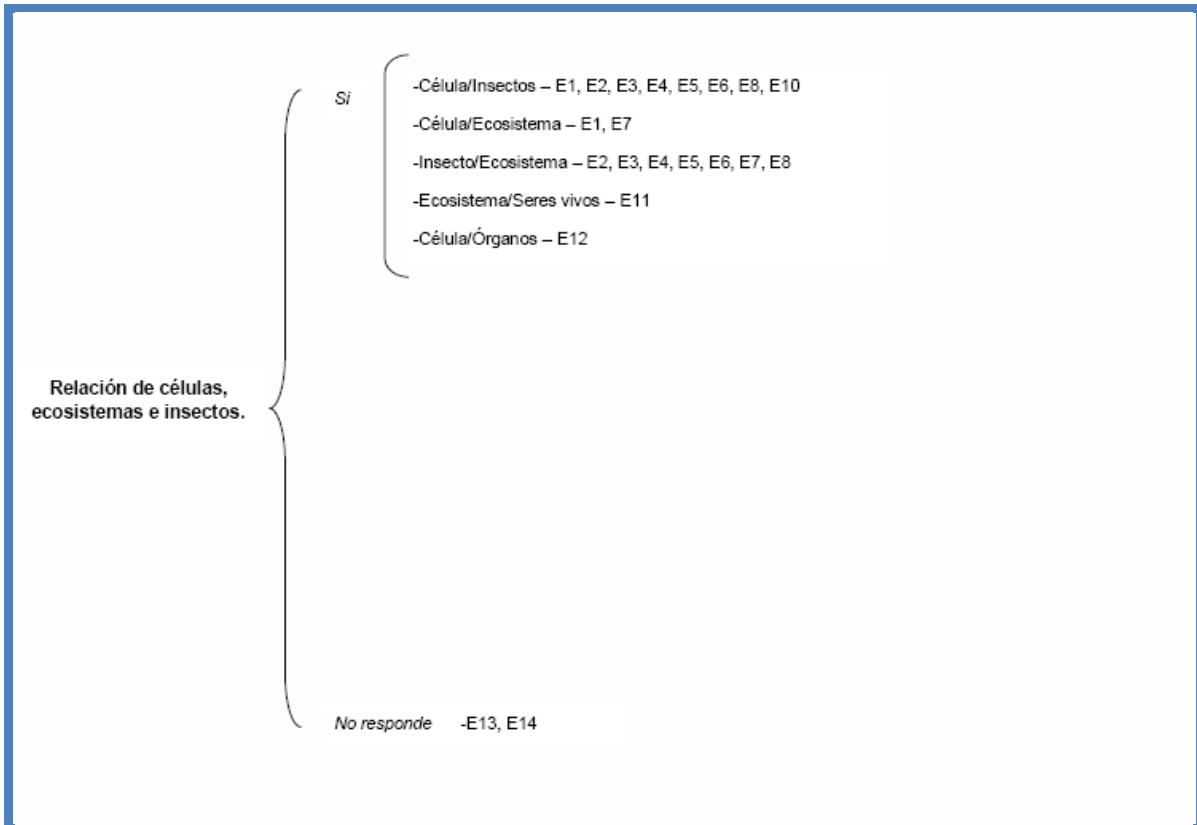 Si
-Célula/Insectos – E1, E2, E3, E4, E5, E6, E8, E10
-Célula/Ecosistema – E1, E7
-Insecto/Ecosistema – E2, E3, E4, E5, E6, E7, E8
-Ecosistema/Seres vivos – E11
-Célula/Órganos – E12
Relación de células,
ecosistemas e insectos.
No responde -E13, E14